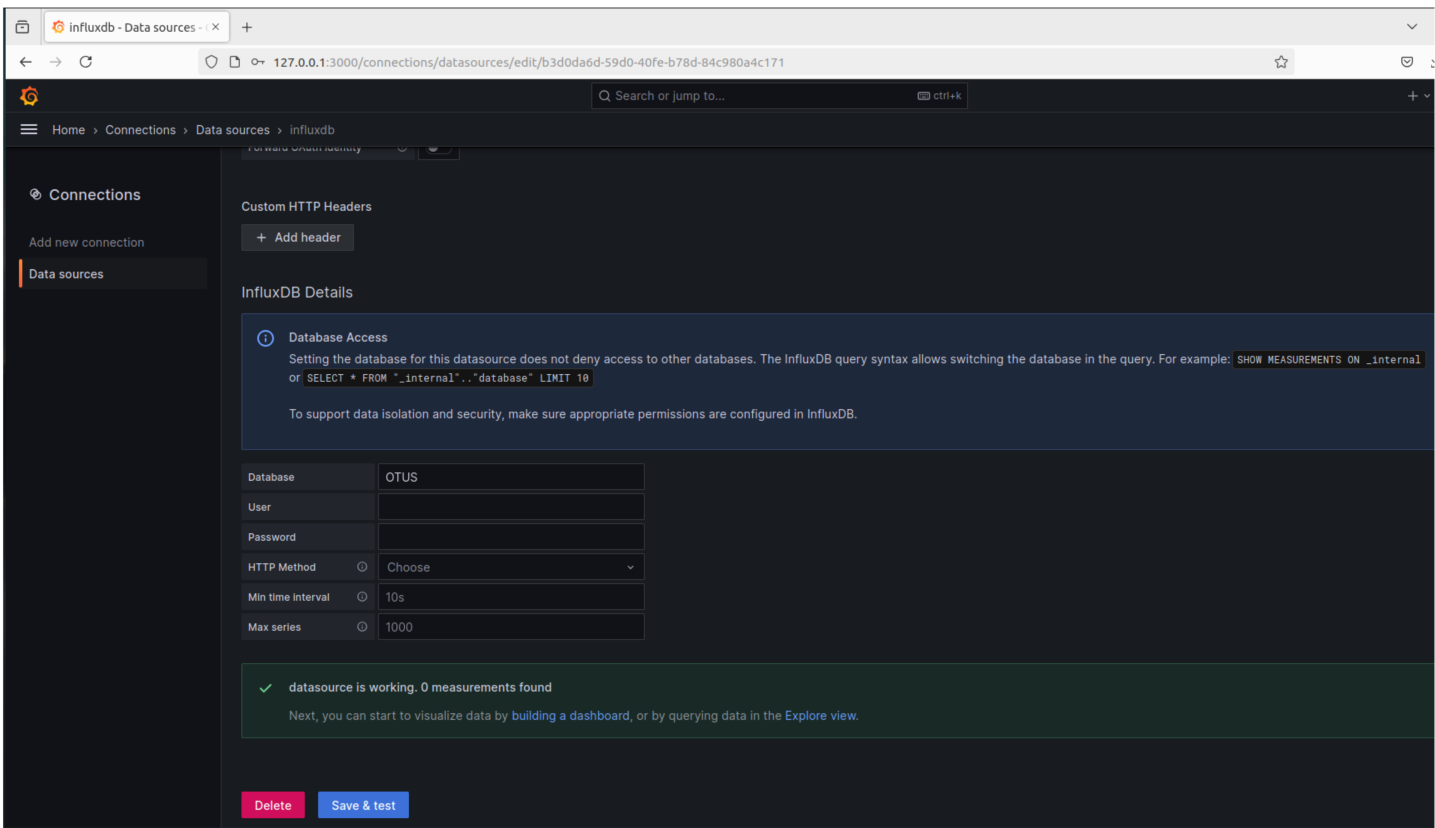 influxdb - Data sources - 
127.0.0.1:3000/connections/datasources/edit/b3d0da6d-59d0-40fe-b78d-84c980a4c171
Search or jump to...
ctrl+k
Home › Connections › Data sources › influxdb
Forward OAuth Identity
Connections
Add new connection
Data sources
Custom HTTP Headers
+ Add header
InfluxDB Details
Database Access
Setting the database for this datasource does not deny access to other databases. The InfluxDB query syntax allows switching the database in the query. For example: SHOW MEASUREMENTS ON _internal
or SELECT * FROM "_internal".."database" LIMIT 10
To support data isolation and security, make sure appropriate permissions are configured in InfluxDB.
Database OTUS
User
Password
HTTP Method Choose
Min time interval 10s
Max series 1000
datasource is working. 0 measurements found
Next, you can start to visualize data by building a dashboard, or by querying data in the Explore view.
Delete Save & test